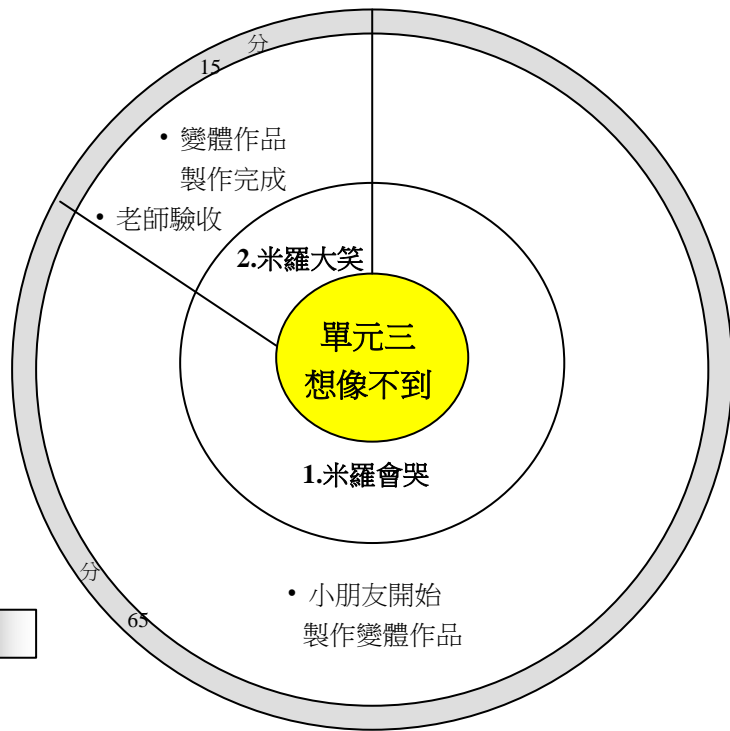 分
15
• 變體作品
製作完成
• 老師驗收
2.米羅大笑
單元三
想像不到
1.米羅會哭
分
65
• 小朋友開始
製作變體作品